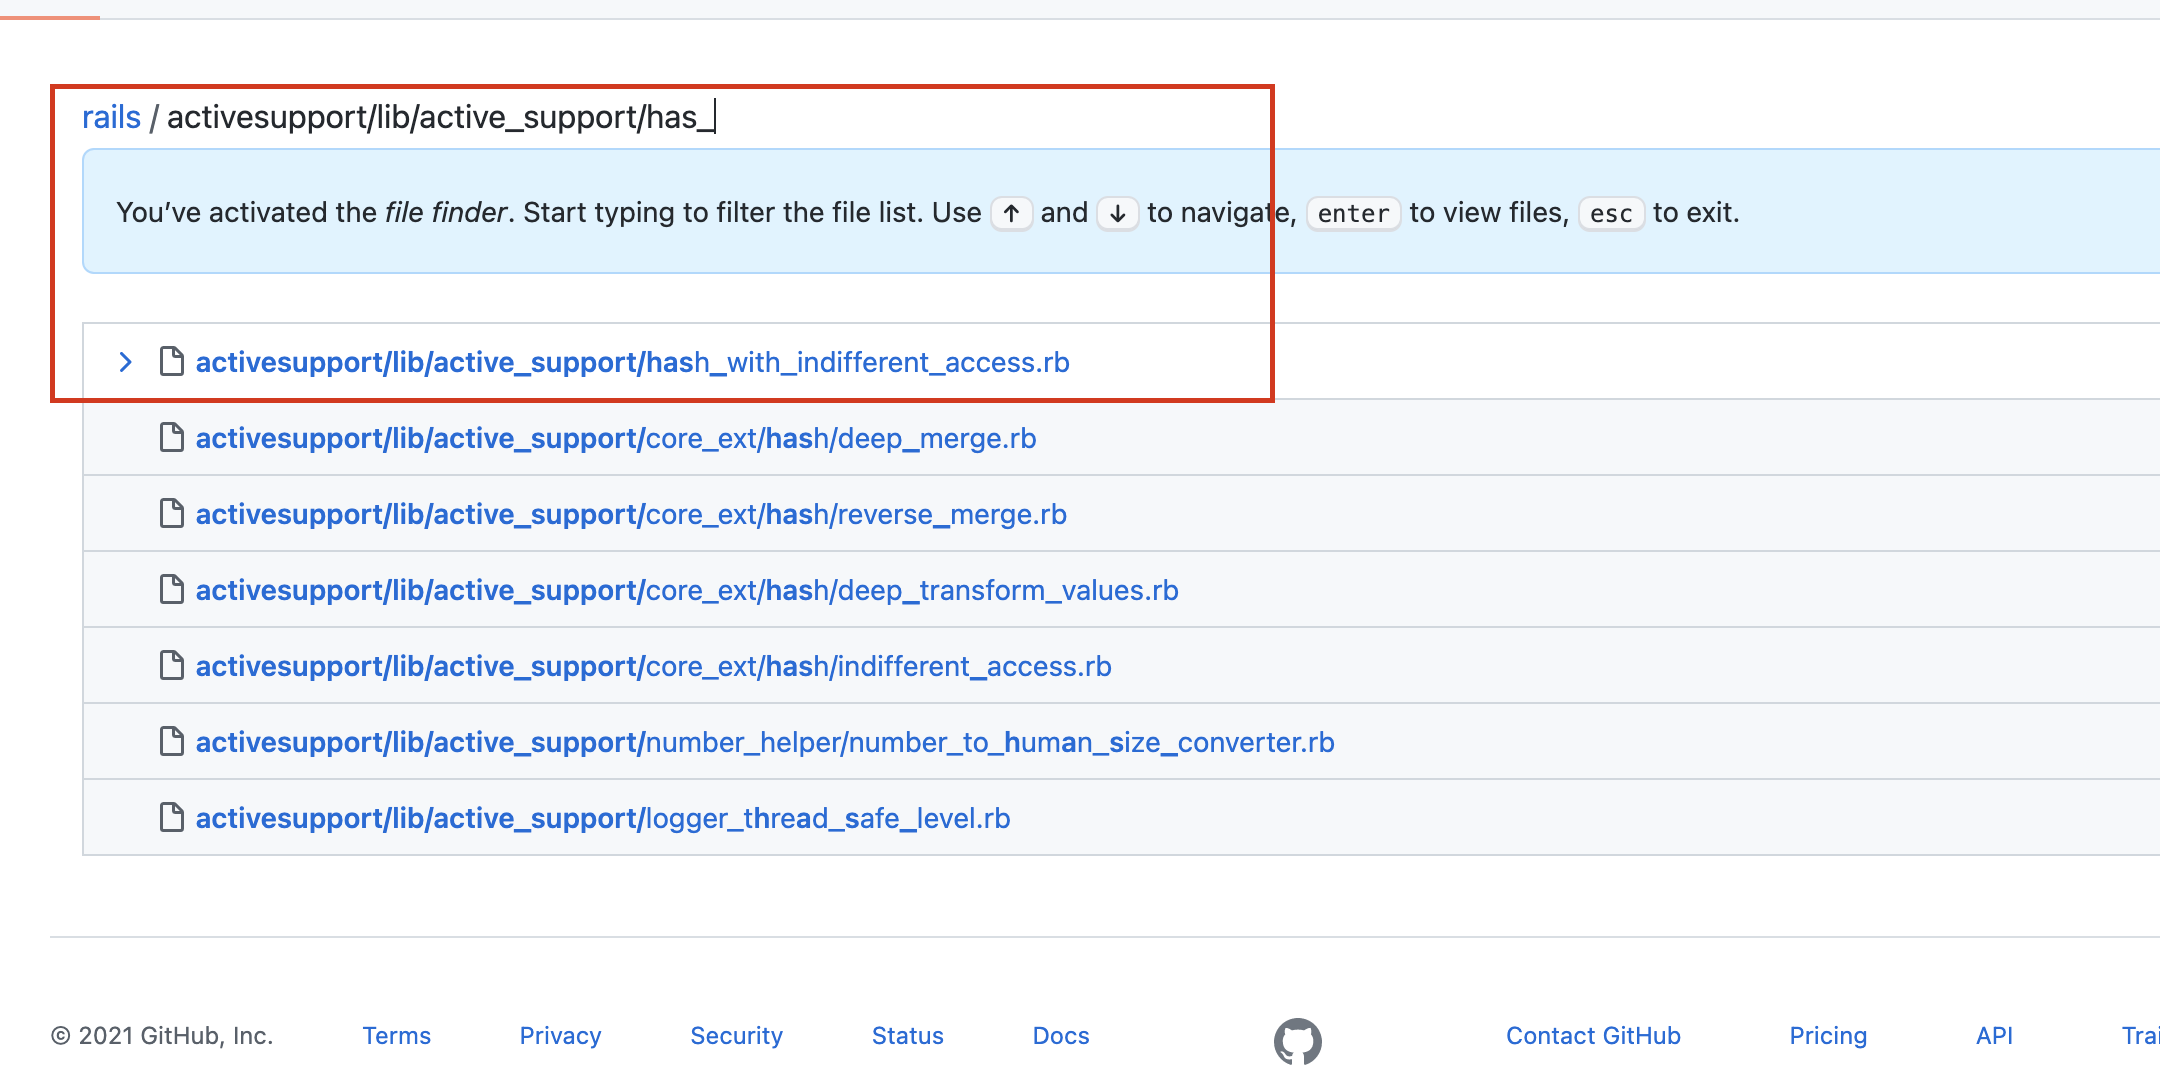 rails / activesupport/lib/active_support/has_
You’ve activated the file finder. Start typing to filter the file list. Use ↑ and ↓ to navigate, enter to view files, esc to exit.
activesupport/lib/active_support/hash_with_indifferent_access.rb
activesupport/lib/active_support/core_ext/hash/deep_merge.rb
activesupport/lib/active_support/core_ext/hash/reverse_merge.rb
activesupport/lib/active_support/core_ext/hash/deep_transform_values.rb
activesupport/lib/active_support/core_ext/hash/indifferent_access.rb
activesupport/lib/active_support/number_helper/number_to_human_size_converter.rb
activesupport/lib/active_support/logger_thread_safe_level.rb
© 2021 GitHub, Inc. Terms Privacy Security Status Docs Contact GitHub Pricing API Trai